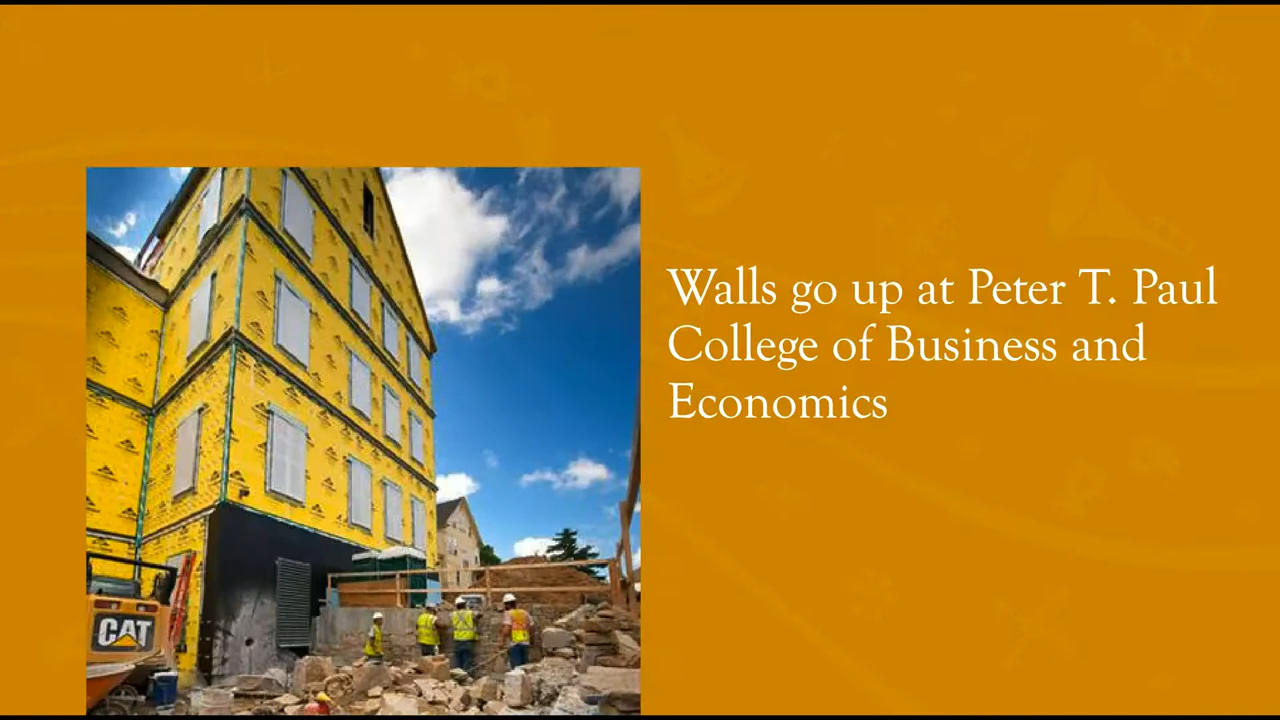 Walls go up at Peter T. Paul
College of Business and
Economics
CAT